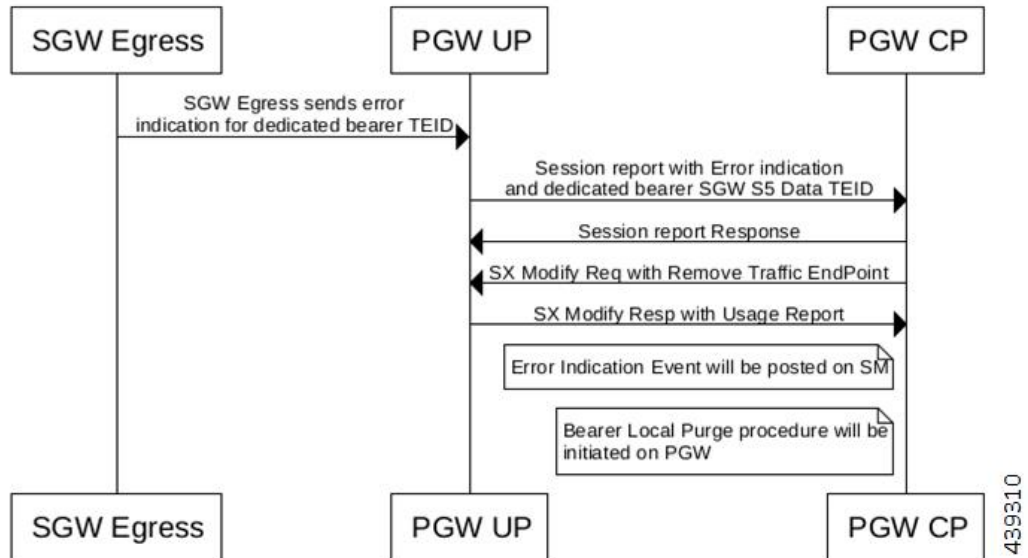 SGW Egress
PGW UP
PGW CP
SGW Egress sends error
indication for dedicated bearer TEID
Session report with Error indication
and dedicated bearer SGW S5 Data TEID
Session report Response
SX Modify Req with Remove Traffic EndPoint
SX Modify Resp with Usage Report
Error Indication Event will be posted on SM
Bearer Local Purge procedure will be
initiated on PGW
SGW Egress
PGW UP
PGW CP
439310